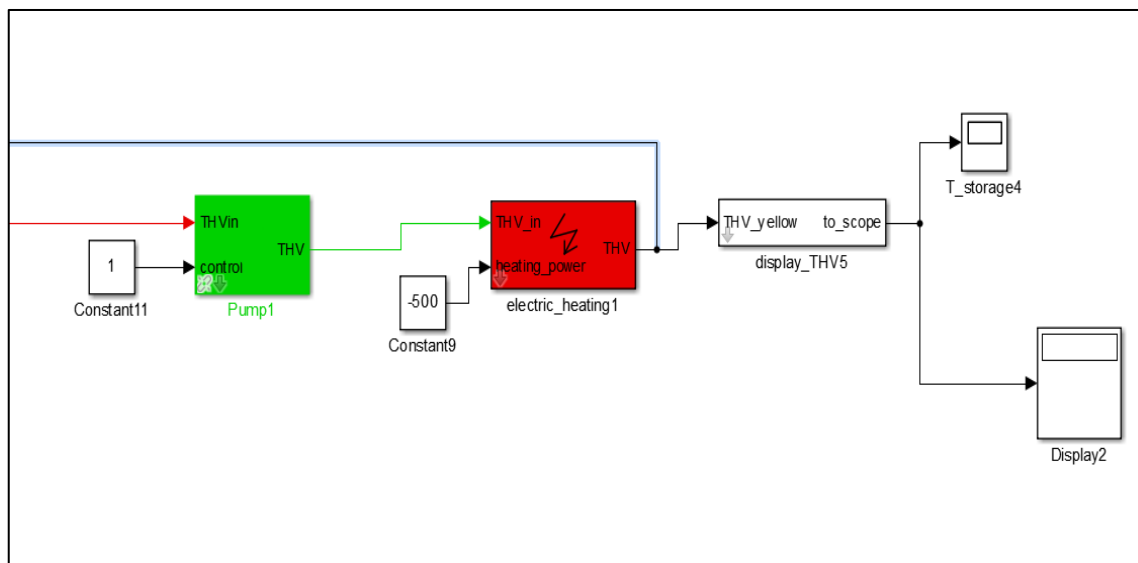 T_storage4
THVin
THV
control
Pump1
1
Constant11
THV_in
THV
heating_power
electric_heating1
-500
Constant9
THV_yellow to_scope
display_THV5
Display2